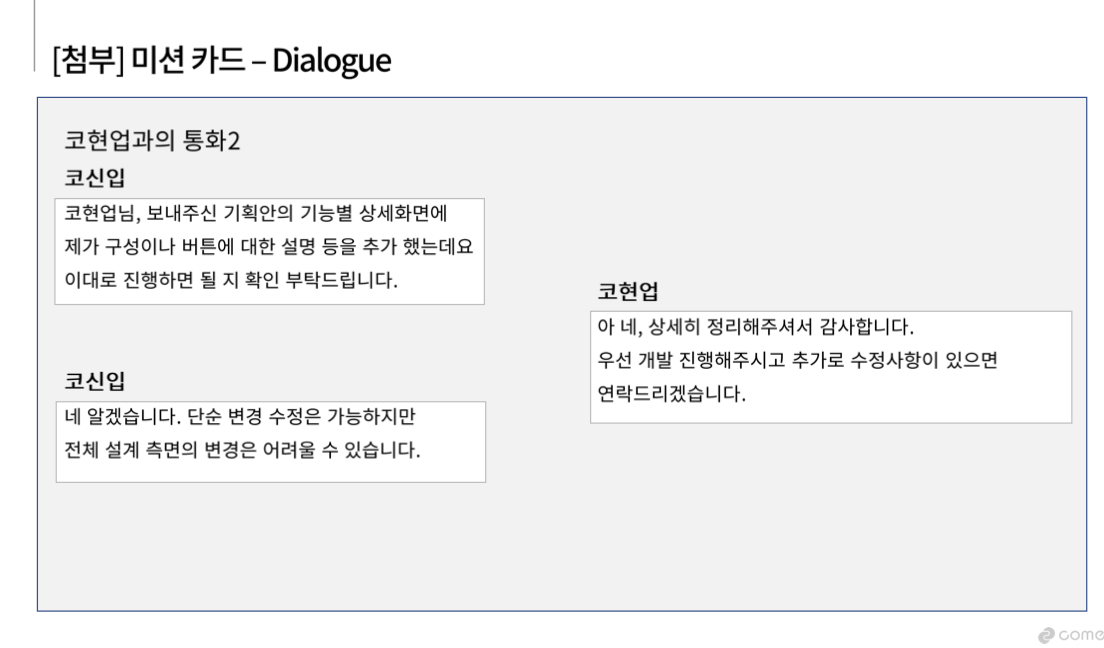 [첨부] 미션 카드 – Dialogue
코현업과의 통화2
코신입
코현업님, 보내주신 기획안의 기능별 상세화면에
제가 구성이나 버튼에 대한 설명 등을 추가 했는데요
이대로 진행하면 될 지 확인 부탁드립니다.
코현업
아 네, 상세히 정리해주셔서 감사합니다.
우선 개발 진행해주시고 추가로 수정사항이 있으면
연락드리겠습니다.
코신입
네 알겠습니다. 단순 변경 수정은 가능하지만
전체 설계 측면의 변경은 어려울 수 있습니다.
come